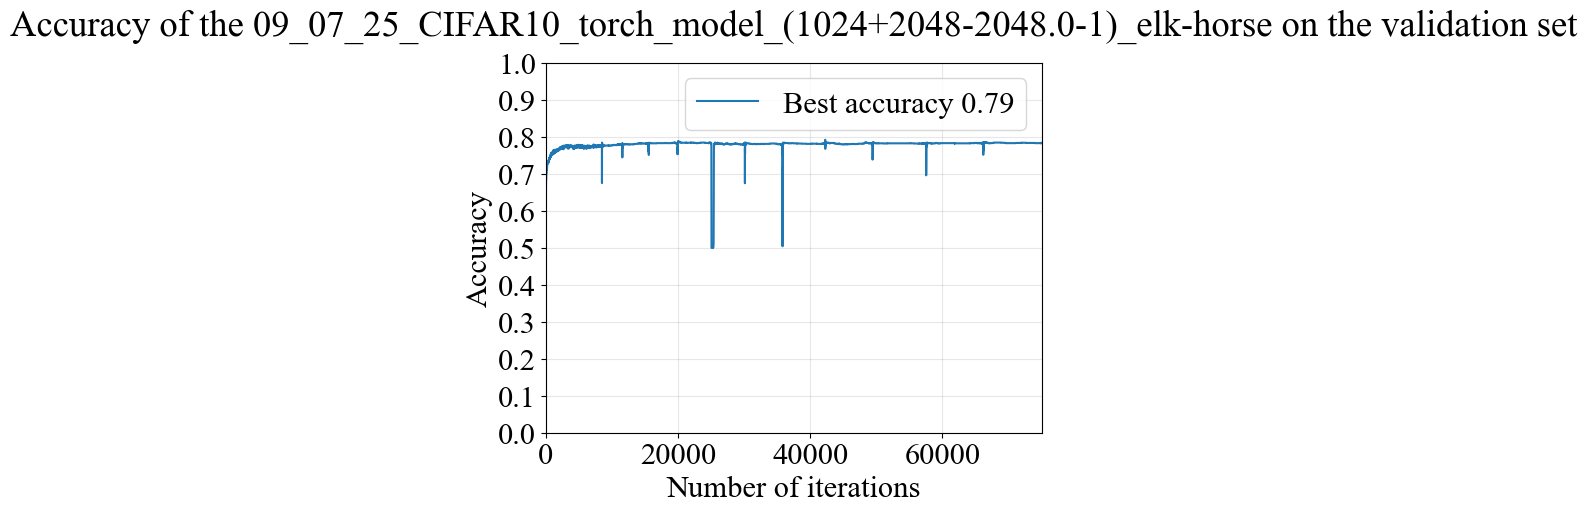 Accuracy of the 09_07_25_CIFAR10_torch_model_(1024+2048-2048.0-1)_elk-horse on the validation set
1.0
Best accuracy 0.79
0.9
0.8
0.7
0.6
0.5
0.4
0.3
0.2
0.1
0.0
Accuracy
0 20000 40000 60000
Number of iterations